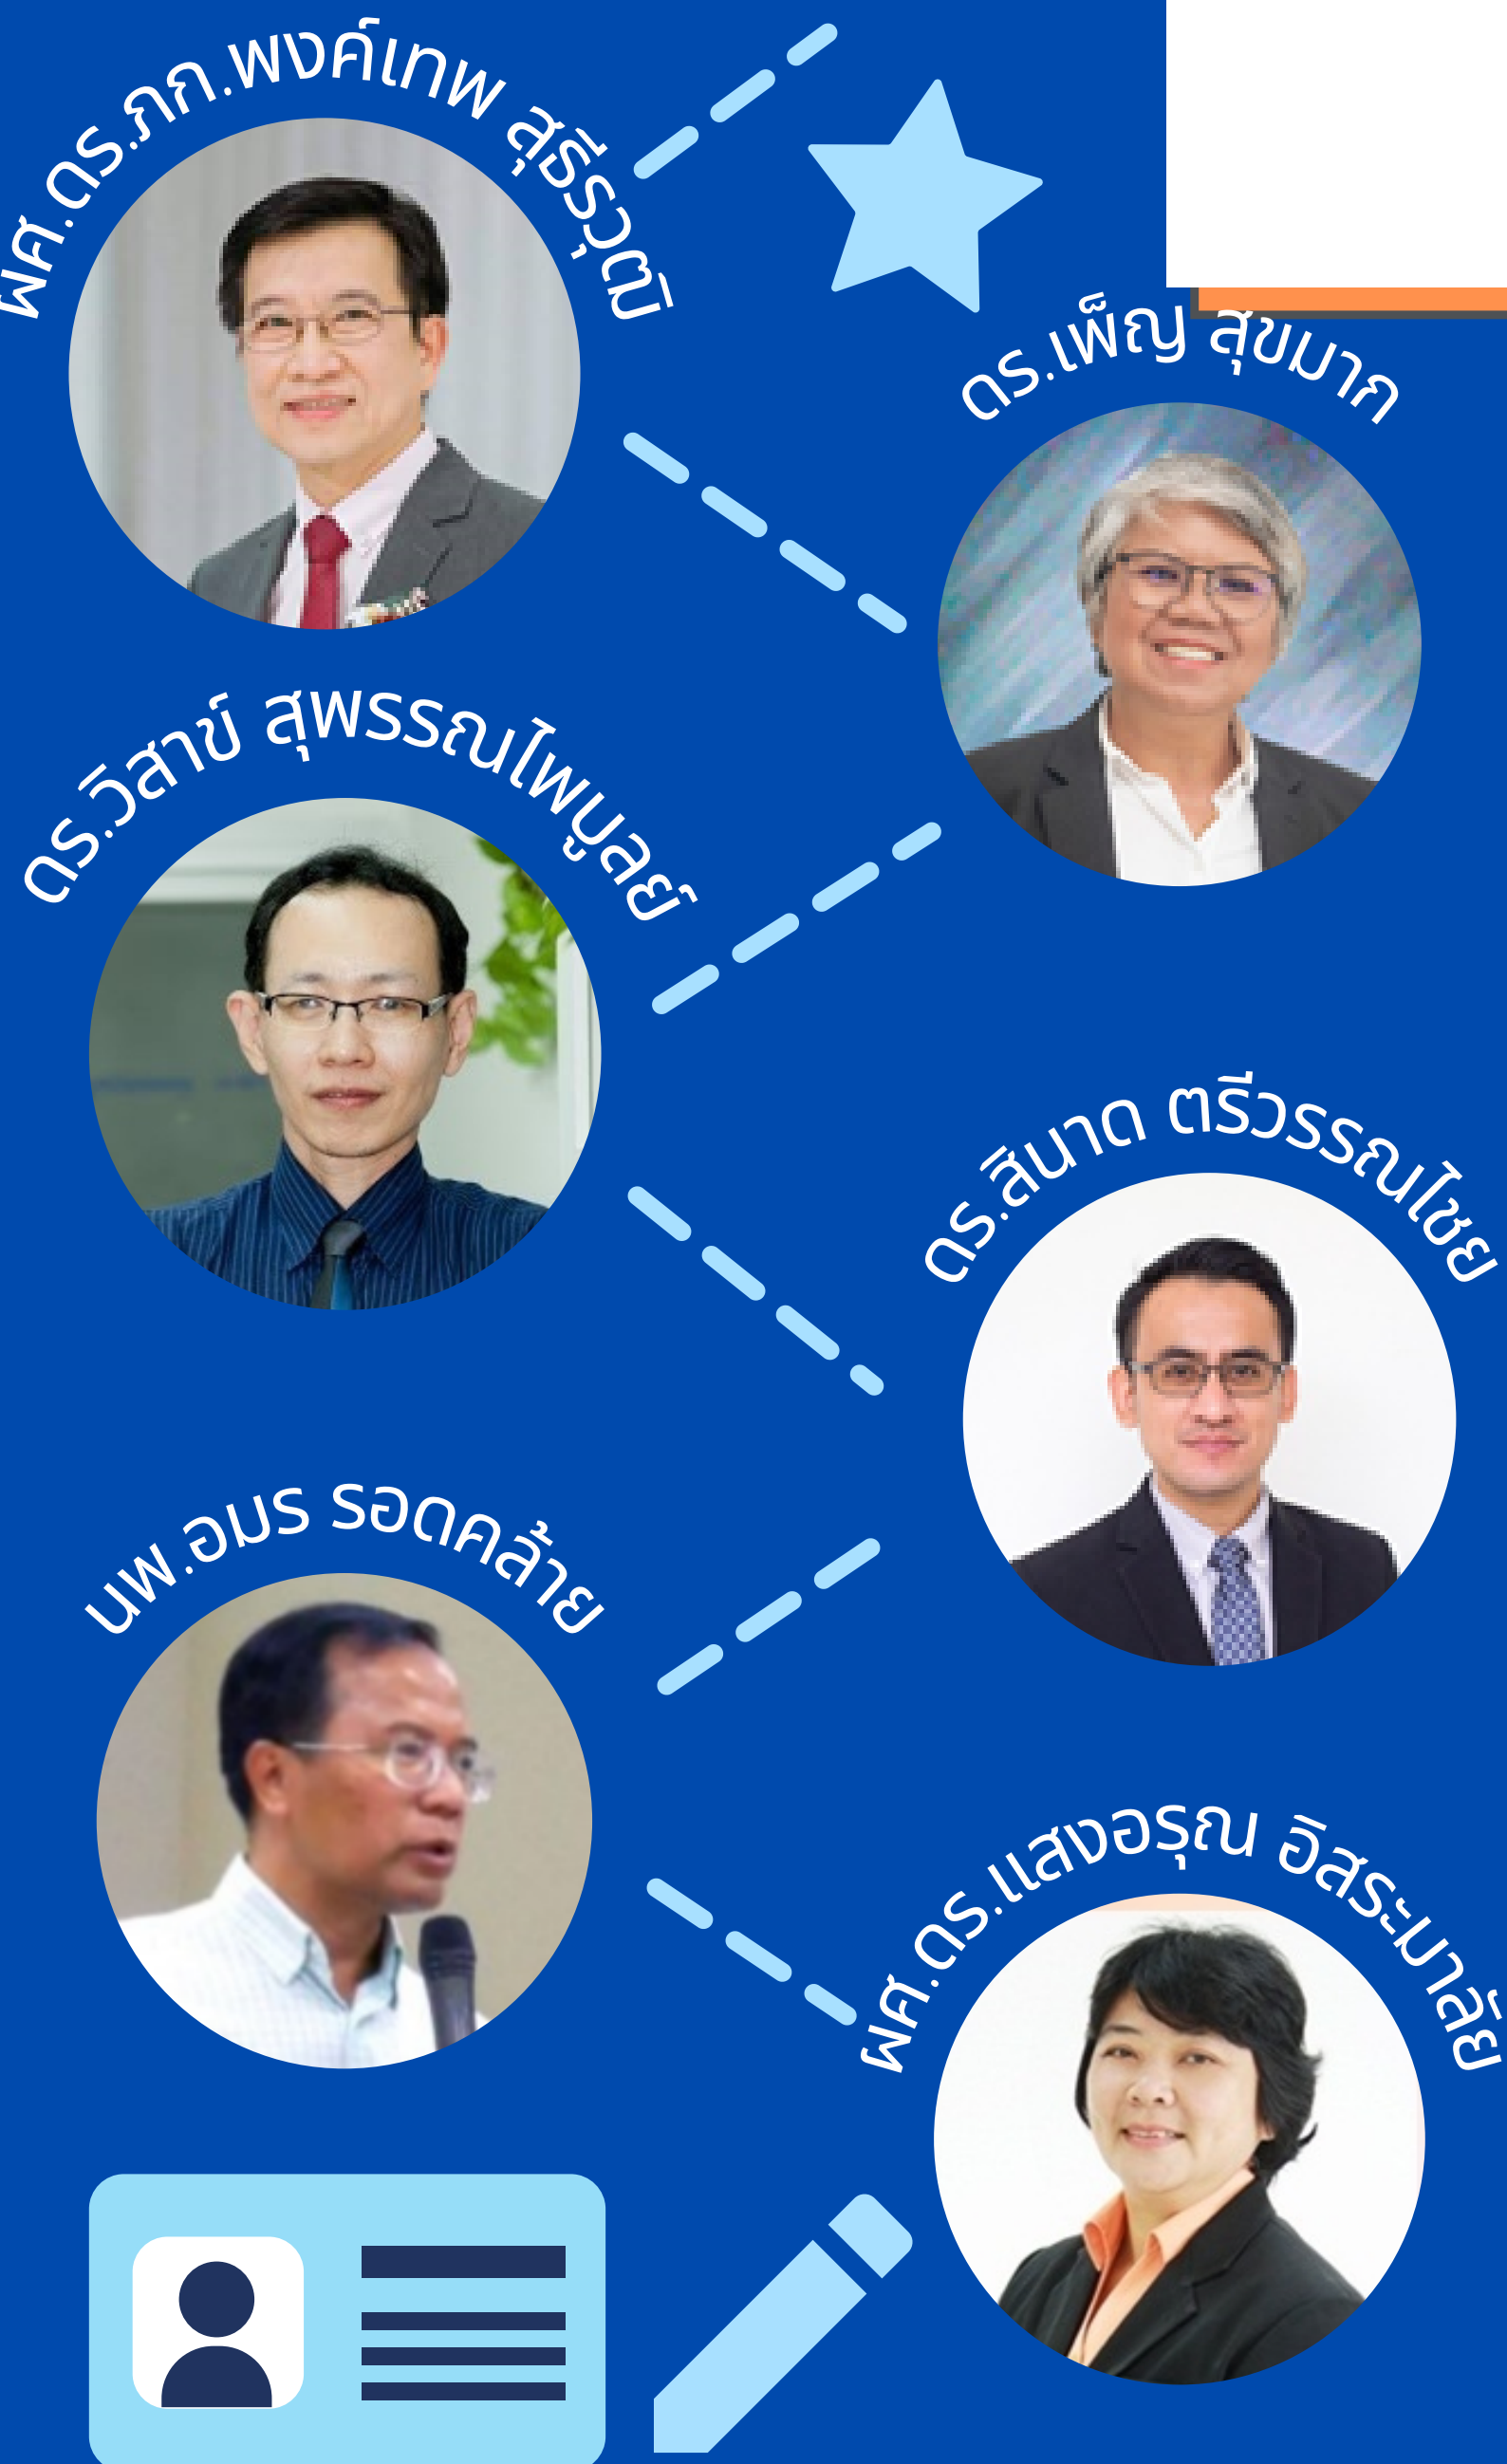 ผศ.ดร.ภก.พงค์เทพ สุธีรวุฒิ
ดร.เพ็ญ สุขมาก
ดร.วิสาข์ สุพรรณไพบูลย์
ดร.สินาด ตรีวรรณไชย
นพ.อมร รอดคล้าย
ผศ.ดร.แสงอรุณ อิสระมาลัย